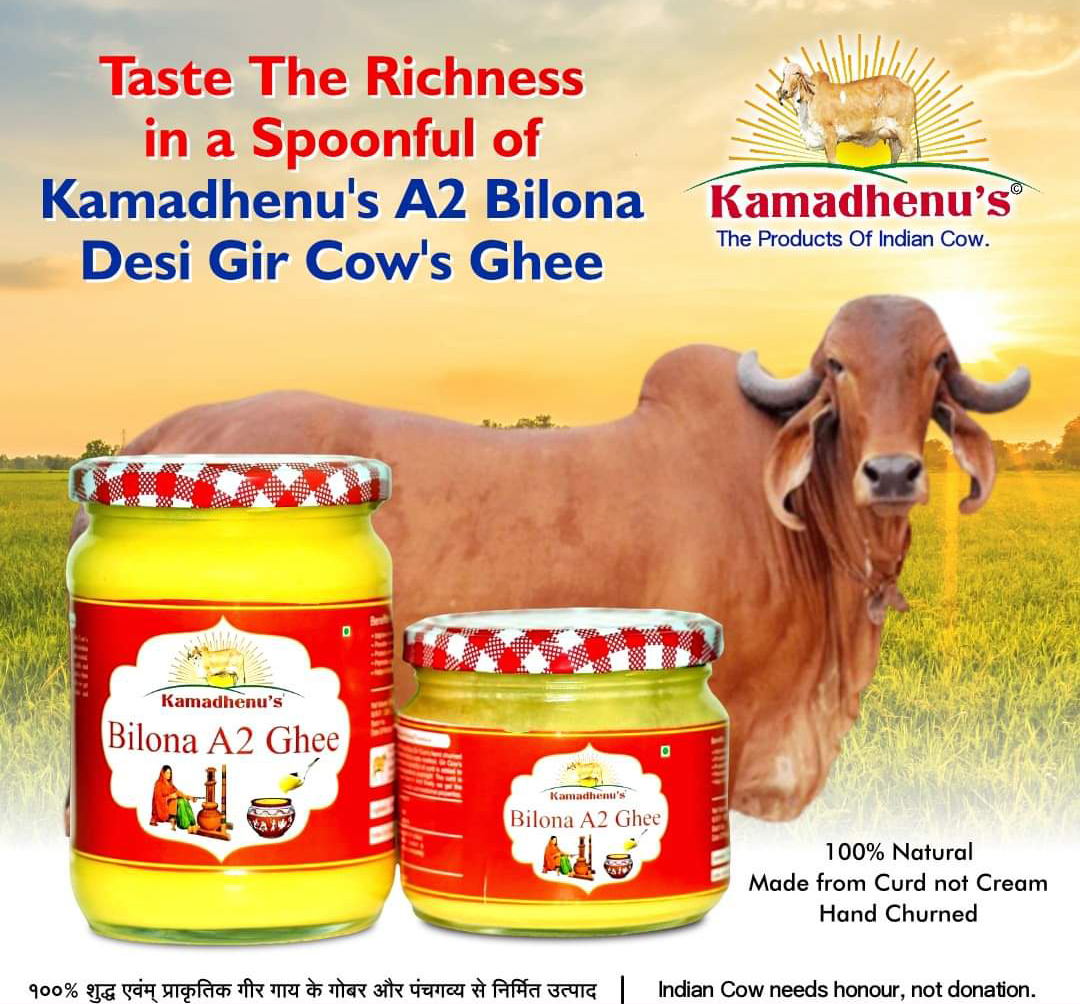 Taste The Richness
in a Spoonful of
Kamadhenu's A2 Bilona
Desi Gir Cow's Ghee
Kamadhenu's©
The Products Of Indian Cow.
Kamadhenu's
Bilona A2 Ghee
Kamadhenu's
Bilona A2 Ghee
100% Natural
Made from Curd not Cream
Hand Churned
१००% शुद्ध एवंम् प्राकृतिक गीर गाय के गोबर और पंचगव्य से निर्मित उत्पाद
Indian Cow needs honour, not donation.